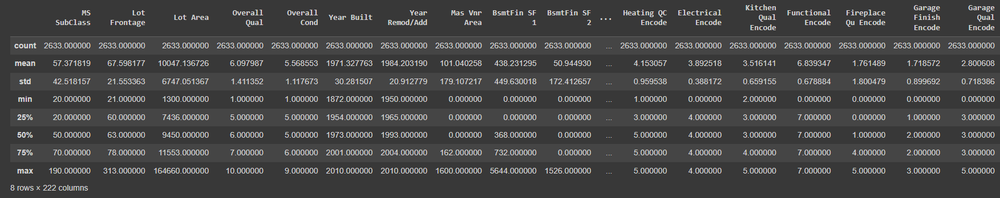 MS SubClass Lot Frontage Lot Area Overall Qual Overall Cond Year Built Year Remod/Add Mas Vnr Area BsmtFin SF 1 BsmtFin SF 2 ... Heating QC Encode Electrical Encode Kitchen Qual Encode Functional Encode Fireplace Qu Encode Garage Finish Encode Garage Qual Encode
count 2633.000000 2633.000000 2633.000000 2633.000000 2633.000000 2633.000000 2633.000000 2633.000000 2633.000000 2633.000000 ... 2633.000000 2633.000000 2633.000000 2633.000000 2633.000000 2633.000000 2633.000000
mean 57.371819 67.598177 10047.136726 6.097987 5.568553 1971.327763 1984.203190 101.040258 438.231295 50.944930 ... 4.153057 3.892518 3.516141 6.839347 1.761489 1.718572 2.800608
std 42.518157 21.553363 6747.051367 1.411352 1.117673 30.281507 20.912779 179.107217 449.630018 172.412657 ... 0.959538 0.388172 0.659155 0.678884 1.800479 0.899692 0.718386
min 20.000000 21.000000 1300.000000 1.000000 1.000000 1872.000000 1950.000000 0.000000 0.000000 0.000000 ... 1.000000 0.000000 2.000000 0.000000 0.000000 0.000000 0.000000
25% 20.000000 60.000000 7436.000000 5.000000 5.000000 1954.000000 1965.000000 0.000000 0.000000 0.000000 ... 3.000000 4.000000 3.000000 7.000000 0.000000 1.000000 3.000000
50% 50.000000 63.000000 9450.000000 6.000000 5.000000 1973.000000 1993.000000 0.000000 368.000000 0.000000 ... 5.000000 4.000000 3.000000 7.000000 1.000000 2.000000 3.000000
75% 70.000000 78.000000 11553.000000 7.000000 6.000000 2001.000000 2004.000000 162.000000 732.000000 0.000000 ... 5.000000 4.000000 4.000000 7.000000 4.000000 2.000000 3.000000
max 190.000000 313.000000 164660.000000 10.000000 9.000000 2010.000000 2010.000000 1600.000000 5644.000000 1526.000000 ... 5.000000 4.000000 5.000000 7.000000 5.000000 3.000000 5.000000
8 rows × 222 columns